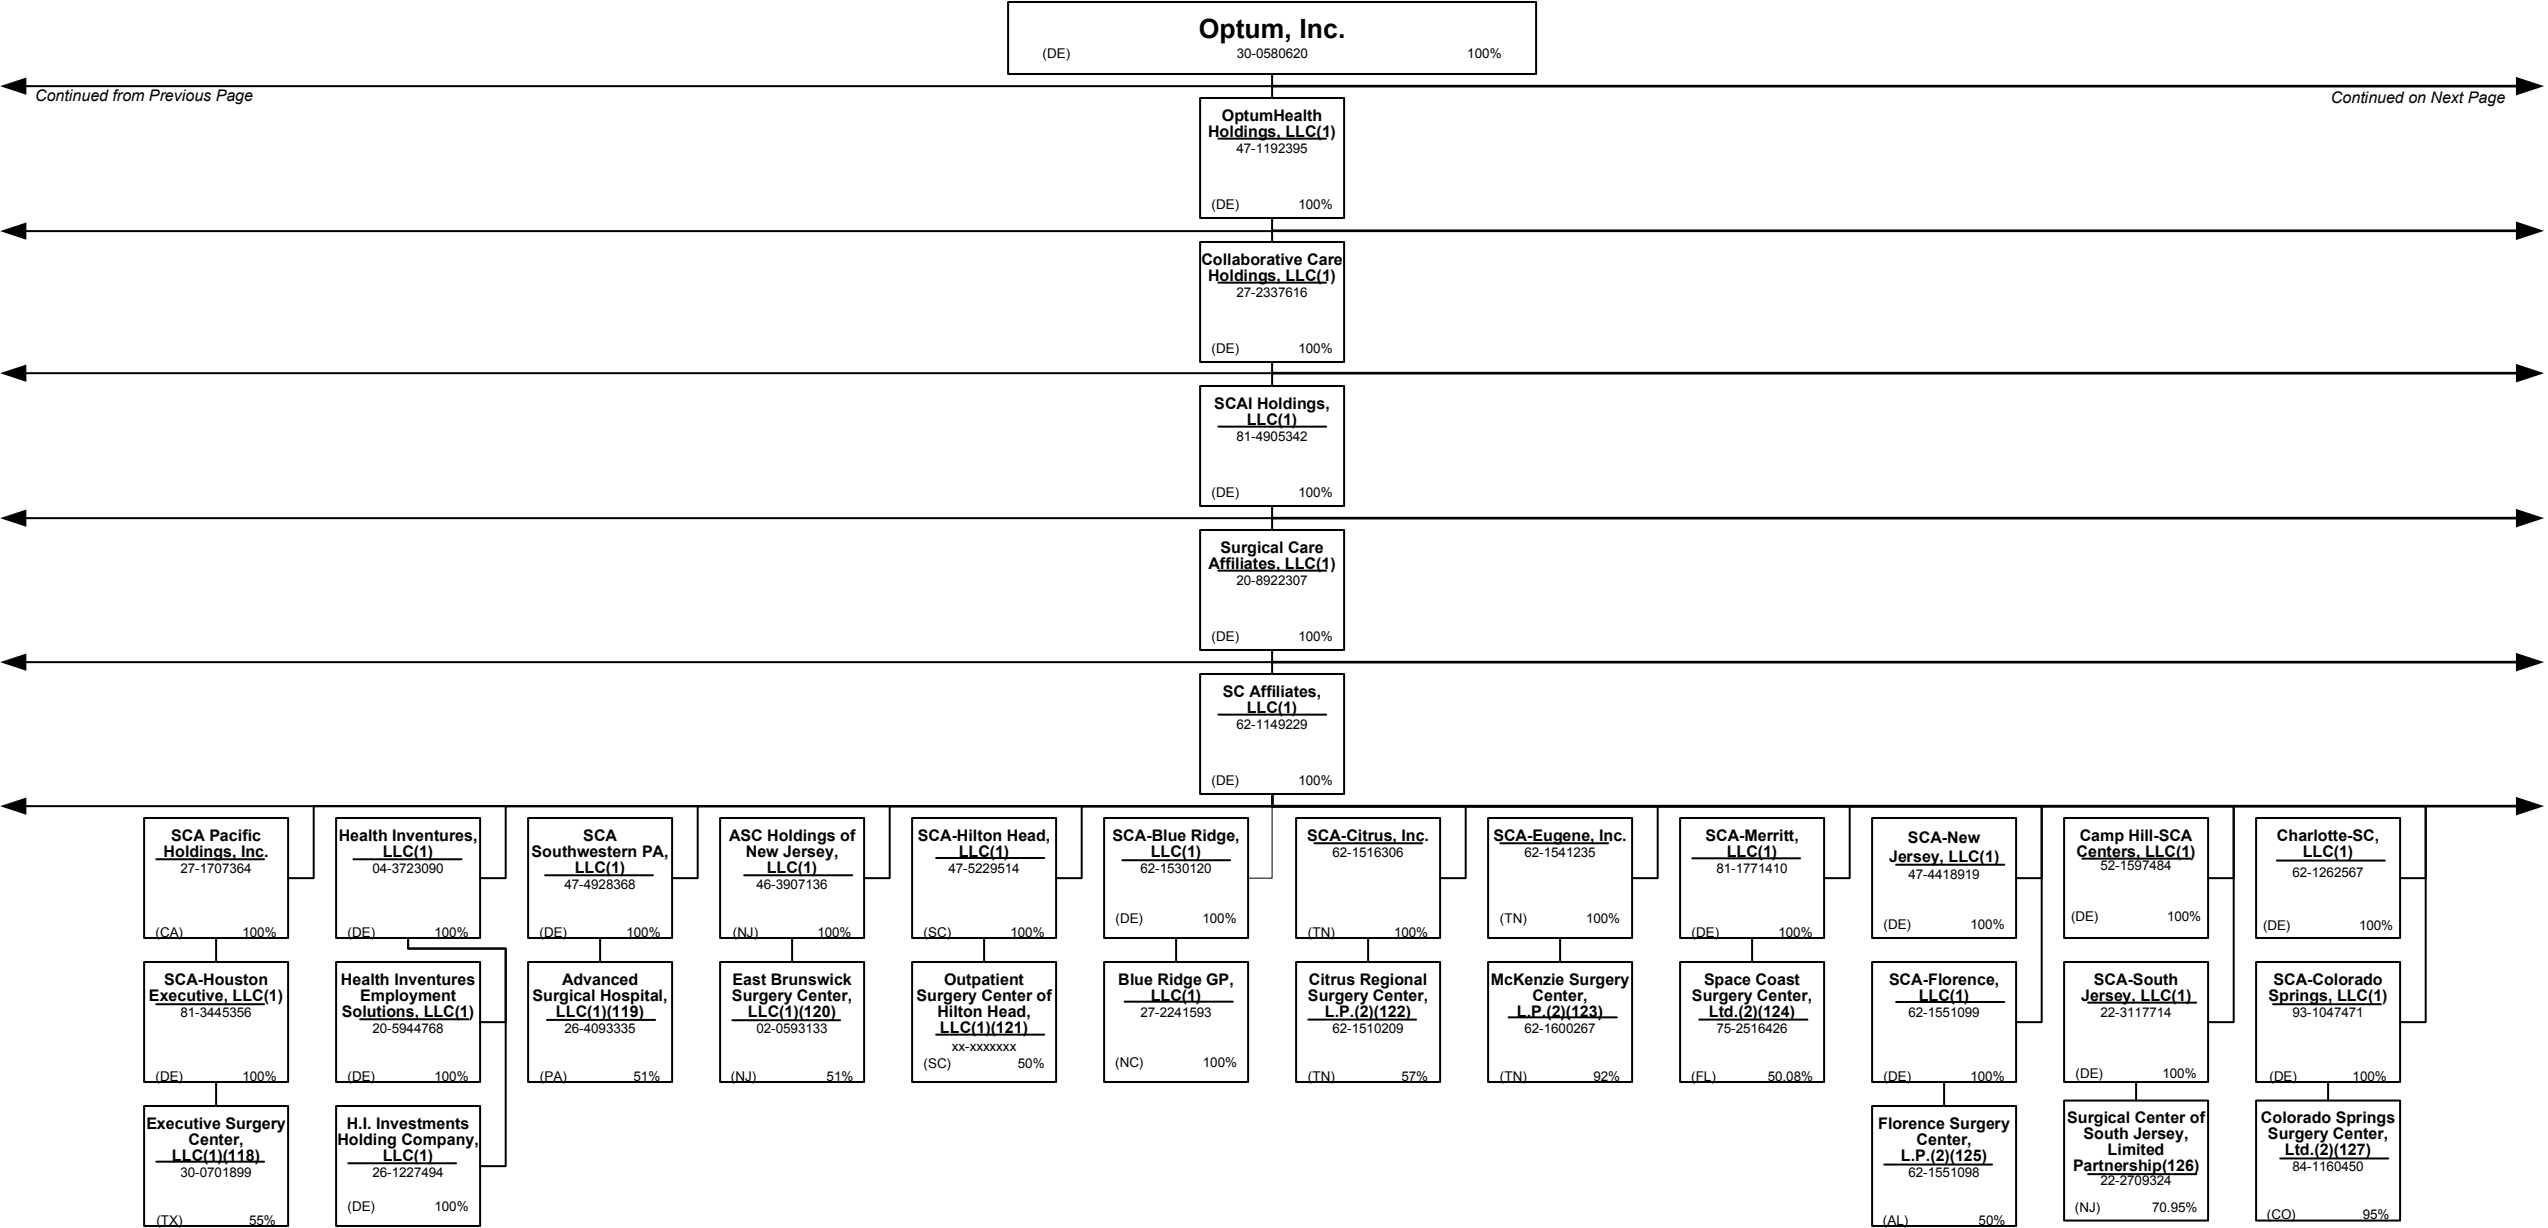 Optum, Inc.
(DE) 30-0580620 100%
Continued from Previous Page
Continued on Next Page
OptumHealth
Holdings, LLC(1)
47-1192395
(DE) 100%
Collaborative Care
Holdings, LLC(1)
27-2337616
(DE) 100%
SCAI Holdings,
LLC(1)
81-4905342
(DE) 100%
Surgical Care
Affiliates, LLC(1)
20-8922307
(DE) 100%
SC Affiliates,
LLC(1)
62-1149229
(DE) 100%
SCA Pacific
Holdings, Inc.
27-1707364
(CA) 100%
Health Inventures,
LLC(1)
04-3723090
(DE) 100%
SCA
Southwestern PA,
LLC(1)
47-4928368
(DE) 100%
ASC Holdings of
New Jersey,
LLC(1)
46-3907136
(NJ) 100%
SCA-Hilton Head,
LLC(1)
47-5229514
(SC) 100%
SCA-Blue Ridge,
LLC(1)
62-1530120
(DE) 100%
SCA-Citrus, Inc.
62-1516306
(TN) 100%
SCA-Eugene, Inc.
62-1541235
(TN) 100%
SCA-Merritt,
LLC(1)
81-1771410
(DE) 100%
SCA-New
Jersey, LLC(1)
47-4418919
(DE) 100%
Camp Hill-SCA
Centers, LLC(1)
52-1597484
(DE) 100%
Charlotte-SC,
LLC(1)
62-1262567
(DE) 100%
SCA-Houston
Executive, LLC(1)
81-3445356
(DE) 100%
Health Inventures
Employment
Solutions, LLC(1)
20-5944768
(DE) 100%
Advanced
Surgical Hospital,
LLC(1)(119)
26-4093335
(PA) 51%
East Brunswick
Surgery Center,
LLC(1)(120)
02-0593133
(NJ) 51%
Outpatient
Surgery Center of
Hilton Head,
LLC(1)(121)
xx-xxxxxxx
(SC) 50%
Blue Ridge GP,
LLC(1)
27-2241593
(NC) 100%
Citrus Regional
Surgery Center,
L.P.(2)(122)
62-1510209
(TN) 57%
McKenzie Surgery
Center,
L.P.(2)(123)
62-1600267
(TN) 92%
Space Coast
Surgery Center,
Ltd.(2)(124)
75-2516426
(FL) 50.08%
SCA-Florence,
LLC(1)
62-1551099
(DE) 100%
SCA-South
Jersey, LLC(1)
22-3117714
(DE) 100%
SCA-Colorado
Springs, LLC(1)
93-1047471
(DE) 100%
Executive Surgery
Center,
LLC(1)(118)
30-0701899
(TX) 55%
H.I. Investments
Holding Company,
LLC(1)
26-1227494
(DE) 100%
Florence Surgery
Center,
L.P.(2)(125)
62-1551098
(AL) 50%
Surgical Center of
South Jersey,
Limited
Partnership(126)
22-2709324
(NJ) 70.95%
Colorado Springs
Surgery Center,
Ltd.(2)(127)
84-1160450
(CO) 95%